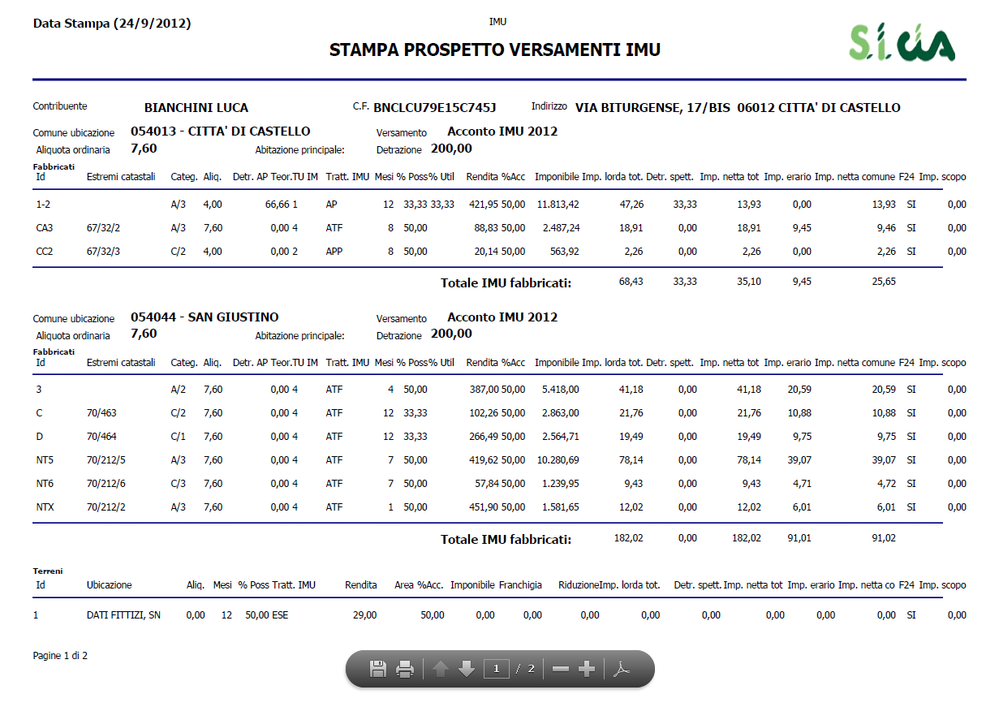 Data Stampa (24/9/2012) IMU
STAMPA PROSPETTO VERSAMENTI IMU
S.I.CIA
Contribuente BIANCHINI LUCA C.F. BNCLCU79E15C745J Indirizzo VIA BITURGENSE, 17/BIS 06012 CITTA' DI CASTELLO
Comune ubicazione 054013 - CITTA' DI CASTELLO Versamento Acconto IMU 2012
Aliquota ordinaria 7,60 Abitazione principale: Detrazione 200,00
Fabbricati
Id Estremi catastali Categ. Aliq. Detr. AP Teor.TU IM Tratt. IMU Mesi % Poss% Util Rendita %Acc Imponibile Imp. lorda tot. Detr. spett. Imp. netta tot Imp. erario Imp. netta comune F24 Imp. scopo
1-2 A/3 4,00 66,66 1 AP 12 33,33 33,33 421,95 50,00 11.813,42 47,26 33,33 13,93 0,00 13,93 SI 0,00
CA3 67/32/2 A/3 7,60 0,00 4 ATF 8 50,00 88,83 50,00 2.487,24 18,91 0,00 18,91 9,45 9,46 SI 0,00
CC2 67/32/3 C/2 4,00 0,00 2 APP 8 50,00 20,14 50,00 563,92 2,26 0,00 2,26 0,00 2,26 SI 0,00
Totale IMU fabbricati: 68,43 33,33 35,10 9,45 25,65
Comune ubicazione 054044 - SAN GIUSTINO Versamento Acconto IMU 2012
Aliquota ordinaria 7,60 Abitazione principale: Detrazione 200,00
Fabbricati
Id Estremi catastali Categ. Aliq. Detr. AP Teor.TU IM Tratt. IMU Mesi % Poss% Util Rendita %Acc Imponibile Imp. lorda tot. Detr. spett. Imp. netta tot Imp. erario Imp. netta comune F24 Imp. scopo
3 A/2 7,60 0,00 4 ATF 4 50,00 387,00 50,00 5.418,00 41,18 0,00 41,18 20,59 20,59 SI 0,00
C 70/463 C/2 7,60 0,00 4 ATF 12 33,33 102,26 50,00 2.863,00 21,76 0,00 21,76 10,88 10,88 SI 0,00
D 70/464 C/1 7,60 0,00 4 ATF 12 33,33 266,49 50,00 2.564,71 19,49 0,00 19,49 9,75 9,75 SI 0,00
NT5 70/212/5 A/3 7,60 0,00 4 ATF 7 50,00 419,62 50,00 10.280,69 78,14 0,00 78,14 39,07 39,07 SI 0,00
NT6 70/212/6 C/3 7,60 0,00 4 ATF 7 50,00 57,84 50,00 1.239,95 9,43 0,00 9,43 4,71 4,72 SI 0,00
NTX 70/212/2 A/3 7,60 0,00 4 ATF 1 50,00 451,90 50,00 1.581,65 12,02 0,00 12,02 6,01 6,01 SI 0,00
Totale IMU fabbricati: 182,02 0,00 182,02 91,01 91,02
Terreni
Id Ubicazione Aliq. Mesi % Poss Tratt. IMU Rendita Area %Acc. Imponibile Franchigia RiduzioneImp. lorda tot. Detr. spett. Imp. netta tot Imp. erario Imp. netta co F24 Imp. scopo
1 DATI FITTIZI, SN 0,00 12 50,00 ESE 29,00 50,00 0,00 0,00 0,00 0,00 0,00 0,00 0,00 0,00 SI 0,00
Pagine 1 di 2
1 / 2